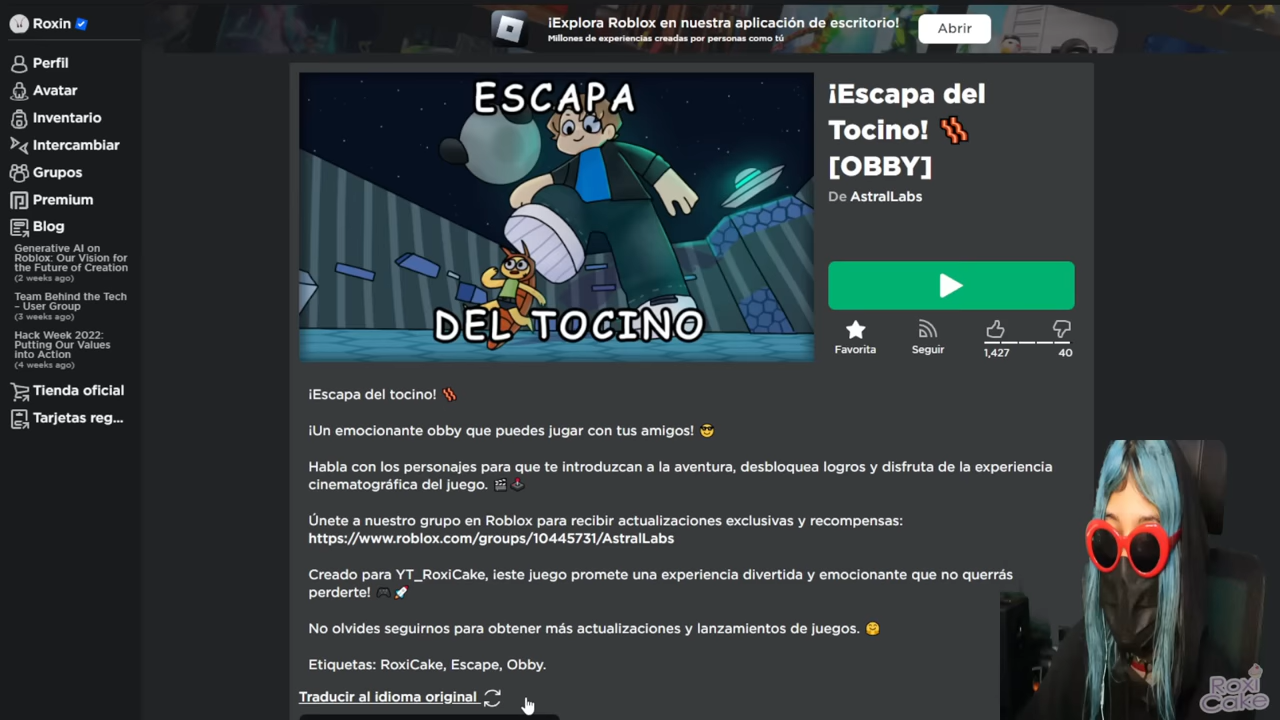 Roxin
¡Explora Roblox en nuestra aplicación de escritorio!
Millones de experiencias creadas por personas como tú
Abrir
Perfil
Avatar
Inventario
Intercambiar
Grupos
Premium
Blog
Generative AI on
Roblox: Our Vision for
the Future of Creation
(2 weeks ago)
Team Behind the Tech
– User Group
(3 weeks ago)
Hack Week 2022:
Putting Our Values
into Action
(4 weeks ago)
Tienda oficial
Tarjetas reg...
ESCAPA
DEL TOCINO
¡Escapa del
Tocino! 🥓
[OBBY]
De AstralLabs
Favorita
Seguir
1,427
40
¡Escapa del tocino! 🥓
¡Un emocionante obby que puedes jugar con tus amigos! 😎
Habla con los personajes para que te introduzcan a la aventura, desbloquea logros y disfruta de la experiencia
cinematográfica del juego. 🎬🕹️
Únete a nuestro grupo en Roblox para recibir actualizaciones exclusivas y recompensas:
https://www.roblox.com/groups/10445731/AstralLabs
Creado para YT_RoxiCake, ¡este juego promete una experiencia divertida y emocionante que no querrás
perderte! 🎮🚀
No olvides seguirnos para obtener más actualizaciones y lanzamientos de juegos. 🤗
Etiquetas: RoxiCake, Escape, Obby.
Traducir al idioma original
Roxi
Cake